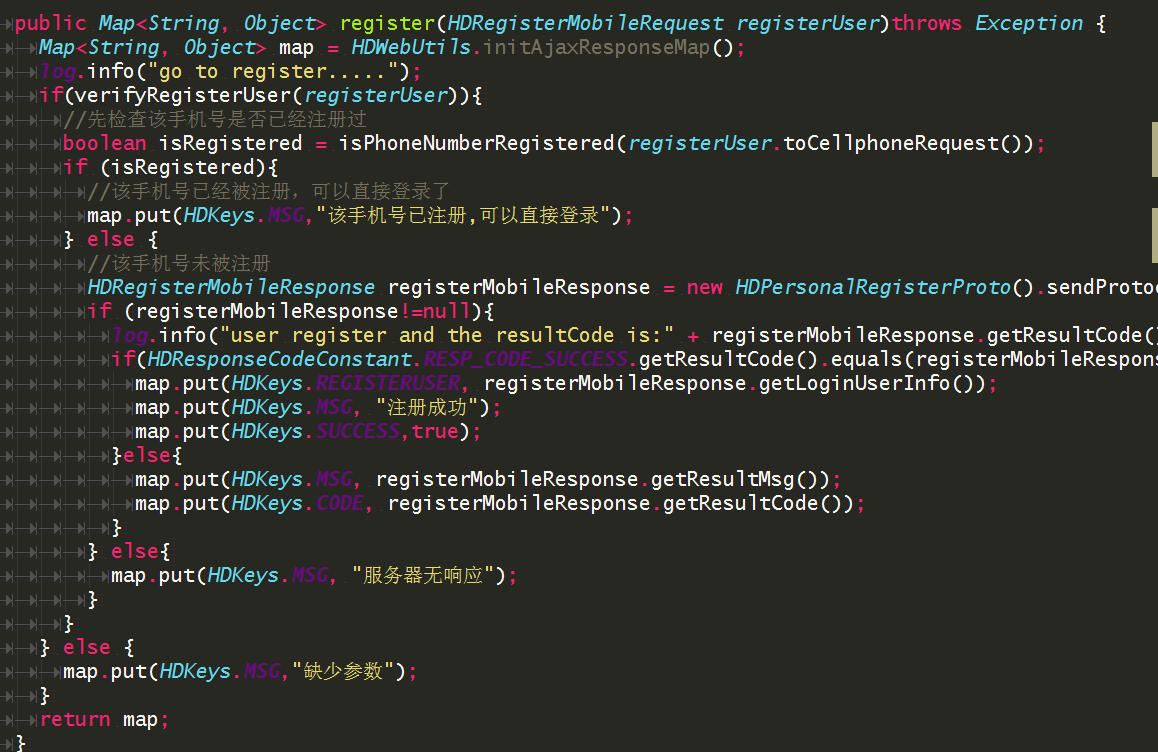 public Map<String, Object> register(HDRegisterMobileRequest registerUser)throws Exception {
Map<String, Object> map = HDWebUtils.initAjaxResponseMap();
log.info("go to register.....");
if(verifyRegisterUser(registerUser)){
//先检查该手机号是否已经注册过
boolean isRegistered = isPhoneNumberRegistered(registerUser.toCellphoneRequest());
if (isRegistered){
//该手机号已经被注册，可以直接登录了
map.put(HDKeys.MSG,"该手机号已注册,可以直接登录");
} else {
//该手机号未被注册
HDRegisterMobileResponse registerMobileResponse = new HDPersonalRegisterProto().sendProtoc
if (registerMobileResponse!=null){
log.info("user register and the resultCode is:" + registerMobileResponse.getResultCode()
if(HDResponseCodeConstant.RESP_CODE_SUCCESS.getResultCode().equals(registerMobileRespons
map.put(HDKeys.REGISTERUSER, registerMobileResponse.getLoginUserInfo());
map.put(HDKeys.MSG, "注册成功");
map.put(HDKeys.SUCCESS,true);
}else{
map.put(HDKeys.MSG, registerMobileResponse.getResultMsg());
map.put(HDKeys.CODE, registerMobileResponse.getResultCode());
}
} else{
map.put(HDKeys.MSG, "服务器无响应");
}
}
} else {
map.put(HDKeys.MSG,"缺少参数");
}
return map;
}